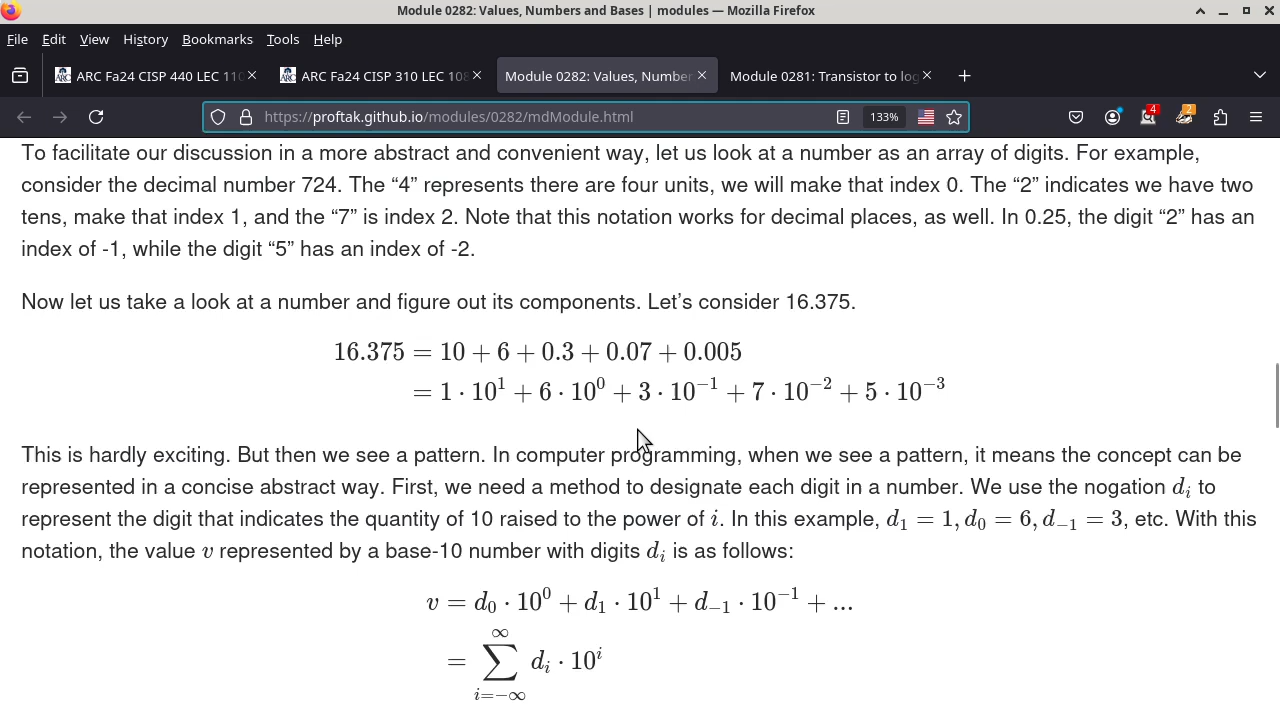 Module 0282: Values, Numbers and Bases | modules — Mozilla Firefox
File Edit View History Bookmarks Tools Help
ARC Fa24 CISP 440 LEC 110 ARC Fa24 CISP 310 LEC 108 Module 0282: Values, Number Module 0281: Transistor to log
https://proftak.github.io/modules/0282/mdModule.html 133% 4 2
To facilitate our discussion in a more abstract and convenient way, let us look at a number as an array of digits. For example,
consider the decimal number 724. The “4” represents there are four units, we will make that index 0. The “2” indicates we have two
tens, make that index 1, and the “7” is index 2. Note that this notation works for decimal places, as well. In 0.25, the digit “2” has an
index of -1, while the digit “5” has an index of -2.
Now let us take a look at a number and figure out its components. Let’s consider 16.375.
16.375 = 10 + 6 + 0.3 + 0.07 + 0.005
= 1 · 10^1 + 6 · 10^0 + 3 · 10^−1 + 7 · 10^−2 + 5 · 10^−3
This is hardly exciting. But then we see a pattern. In computer programming, when we see a pattern, it means the concept can be
represented in a concise abstract way. First, we need a method to designate each digit in a number. We use the nogation d_i to
represent the digit that indicates the quantity of 10 raised to the power of i. In this example, d_1 = 1, d_0 = 6, d_−1 = 3, etc. With this
notation, the value v represented by a base-10 number with digits d_i is as follows:
v = d_0 · 10^0 + d_1 · 10^1 + d_−1 · 10^−1 + ...
∞
= ∑ d_i · 10^i
i=−∞